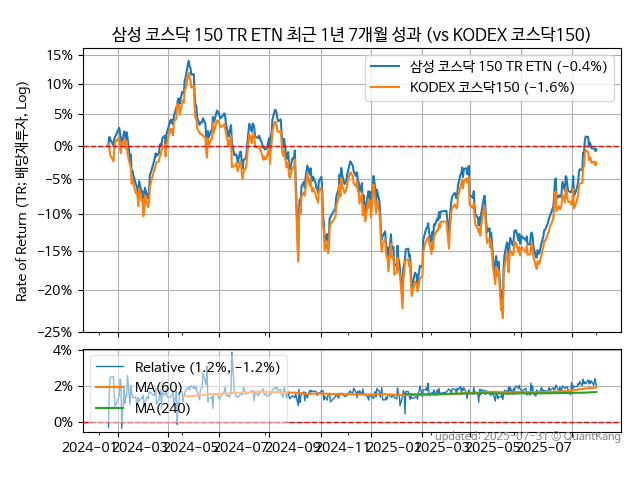 삼성 코스닥 150 TR ETN 최근 1년 7개월 성과 (vs KODEX 코스닥150)
15%
10%
5%
0%
−5%
−10%
−15%
−20%
−25%
Rate of Return (TR: 배당재투자, Log)
삼성 코스닥 150 TR ETN (−0.4%)
KODEX 코스닥150 (−1.6%)
4%
2%
0%
Relative (1.2%, −1.2%)
MA(60)
MA(240)
updated: 2025-07-31 © QuantKang
2024-01 2024-03 2024-05 2024-07 2024-09 2024-11 2025-01 2025-03 2025-05 2025-07